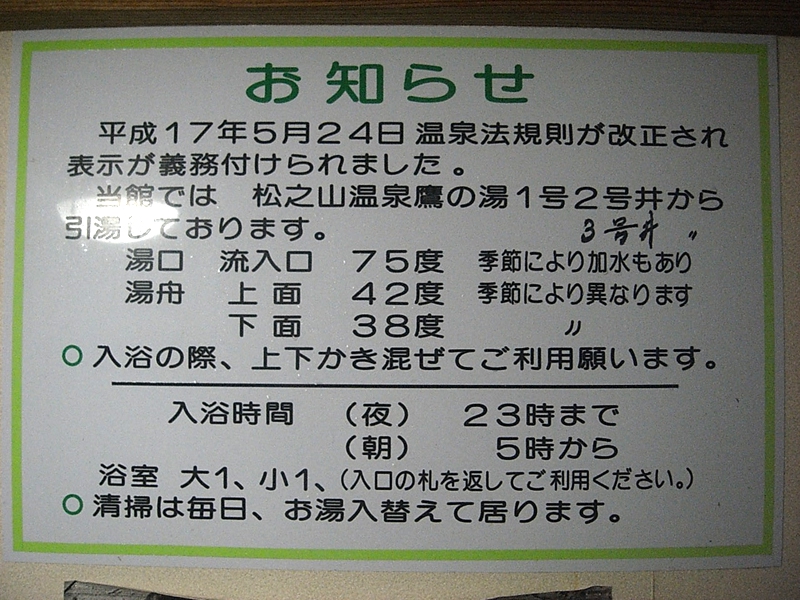 お知らせ
平成17年5月24日 温泉法規則が改正され
表示が義務付けられました。
当館では 松之山温泉鷹の湯1号2号井から
引湯しております。 3号井 〃
湯口 流入口 75度 季節により加水もあり
湯舟 上面 42度 季節により異なります
下面 38度 〃
○入浴の際、上下かき混ぜてご利用願います。
入浴時間 （夜） 23時まで
（朝） 5時から
浴室 大1、小1、（入口の札を返してご利用ください。）
○清掃は毎日、お湯入替えて居ります。